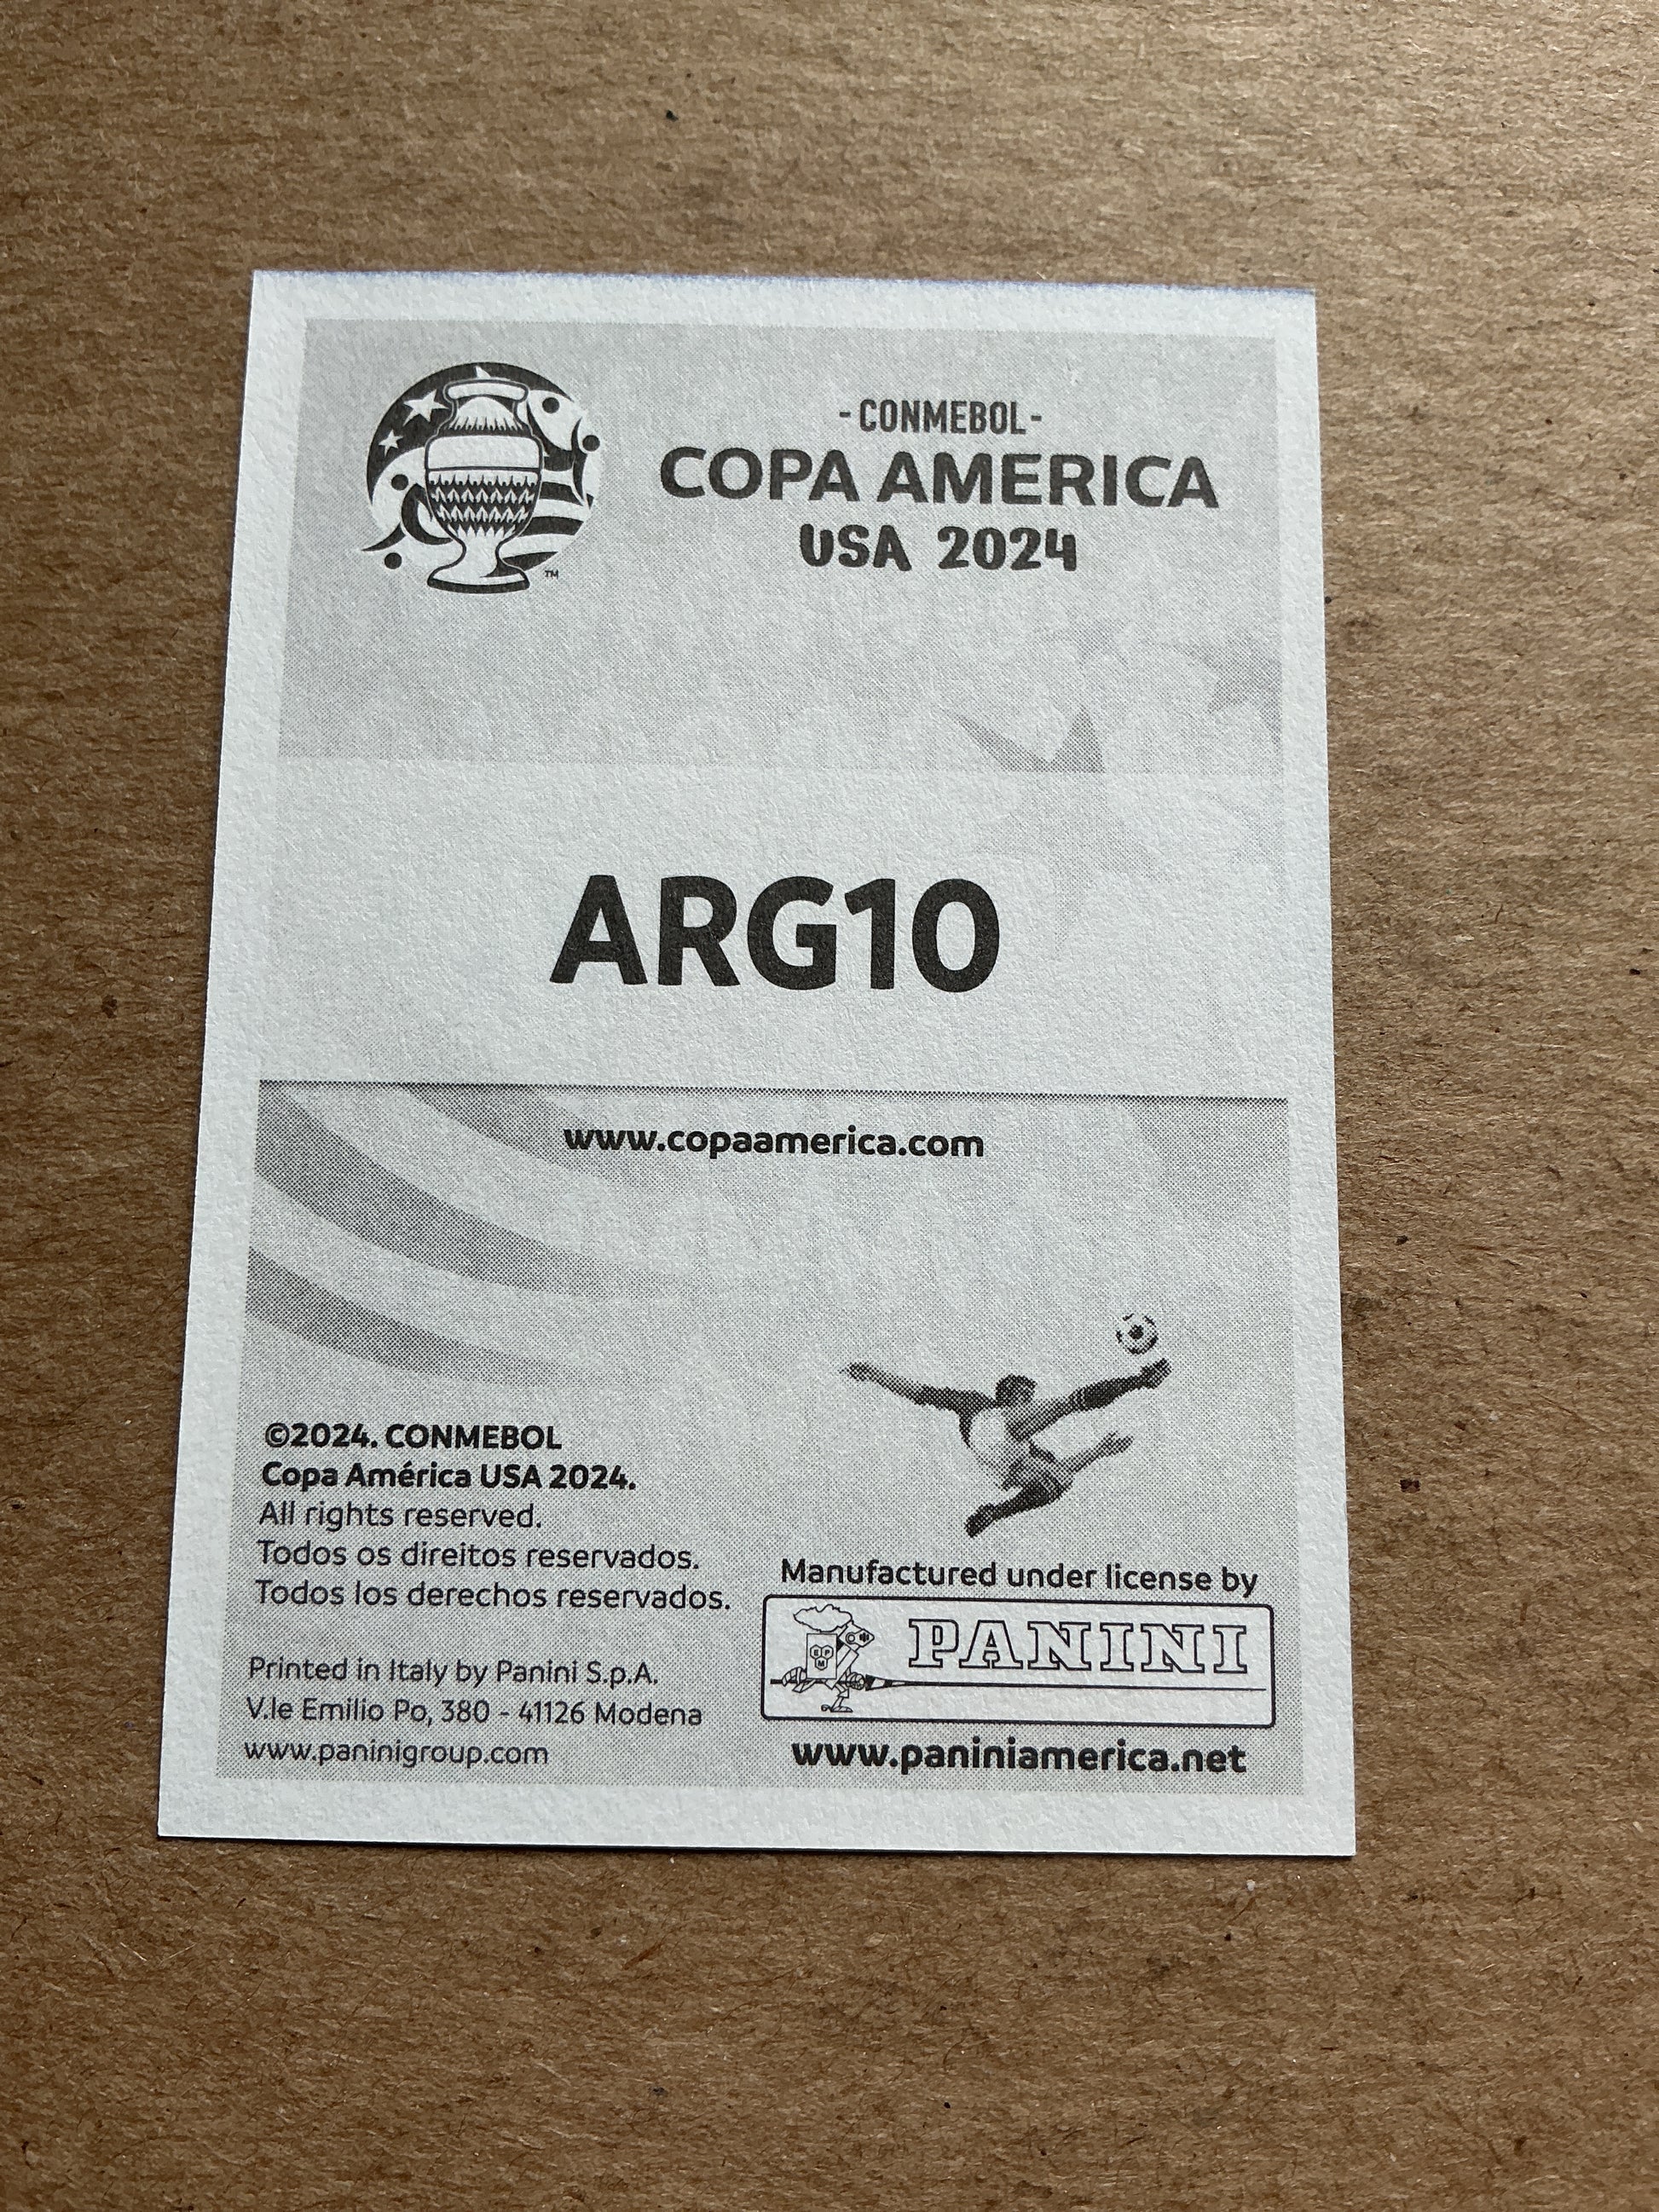 - CONMEBOL -
COPA AMERICA
USA 2024
TM
ARG10
www.copaamerica.com
©2024. CONMEBOL
Copa América USA 2024.
All rights reserved.
Todos os direitos reservados.
Todos los derechos reservados.
Printed in Italy by Panini S.p.A.
V.le Emilio Po, 380 - 41126 Modena
www.paninigroup.com
Manufactured under license by
PANINI
www.paniniamerica.net